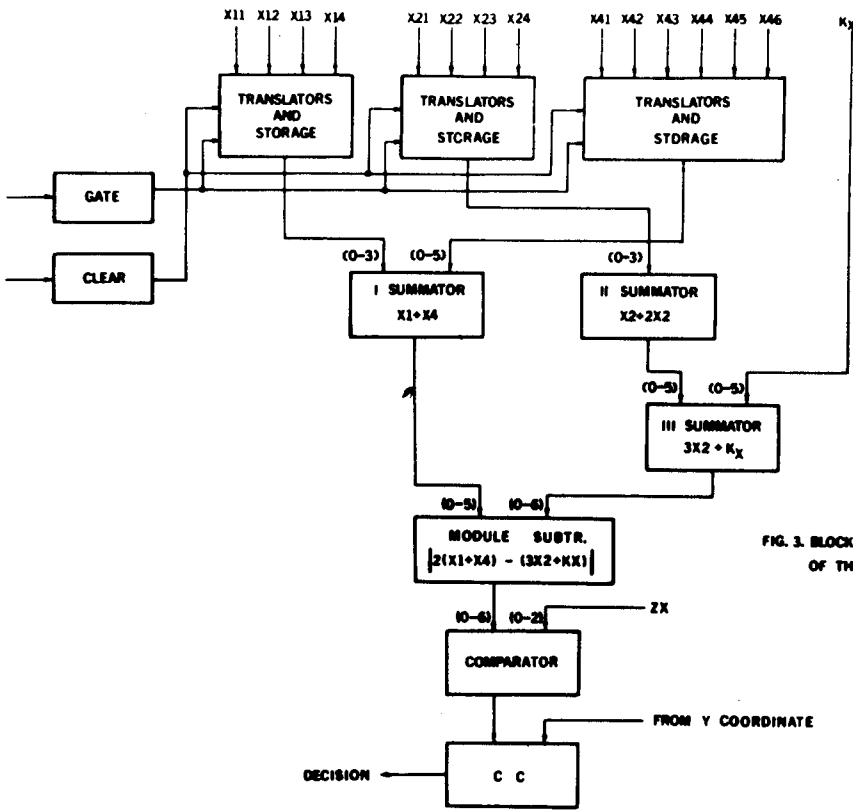 X11 X12 X13 X14
X21 X22 X23 X24
X41 X42 X43 X44 X45 X46
KX
TRANSLATORS
AND
STORAGE
TRANSLATORS
AND
STCRAGE
TRANSLATORS
AND
STDRAGE
GATE
CLEAR
(0-3) (0-5)
(0-3)
I SUMMATOR
X1+X4
II SUMMATOR
X2+2X2
(0-5) (0-5)
III SUMMATOR
3X2 + KX
(0-5) (0-6)
MODULE SUBTR.
|2(X1+X4) - (3X2+KX)|
FIG. 3. BLOCK
OF TH
(0-6) (0-2)
ZX
COMPARATOR
FROM Y COORDINATE
DECISION
C C